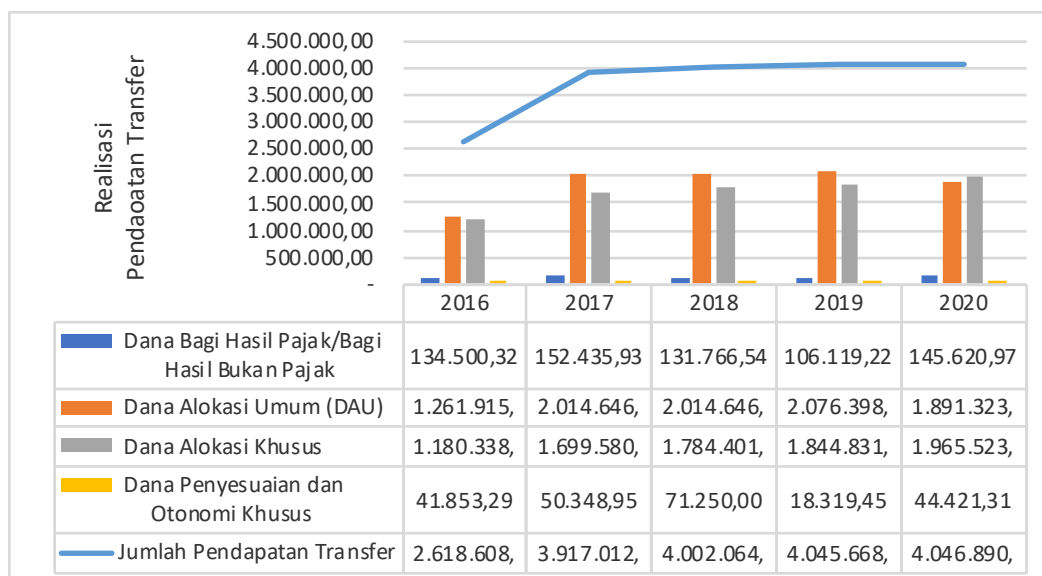 Realisasi
Pendaoatan Transfer
4.500.000,00
4.000.000,00
3.500.000,00
3.000.000,00
2.500.000,00
2.000.000,00
1.500.000,00
1.000.000,00
500.000,00
-
2016 2017 2018 2019 2020
Dana Bagi Hasil Pajak/Bagi
Hasil Bukan Pajak 134.500,32 152.435,93 131.766,54 106.119,22 145.620,97
Dana Alokasi Umum (DAU) 1.261.915, 2.014.646, 2.014.646, 2.076.398, 1.891.323,
Dana Alokasi Khusus 1.180.338, 1.699.580, 1.784.401, 1.844.831, 1.965.523,
Dana Penyesuaian dan
Otonomi Khusus 41.853,29 50.348,95 71.250,00 18.319,45 44.421,31
Jumlah Pendapatan Transfer 2.618.608, 3.917.012, 4.002.064, 4.045.668, 4.046.890,